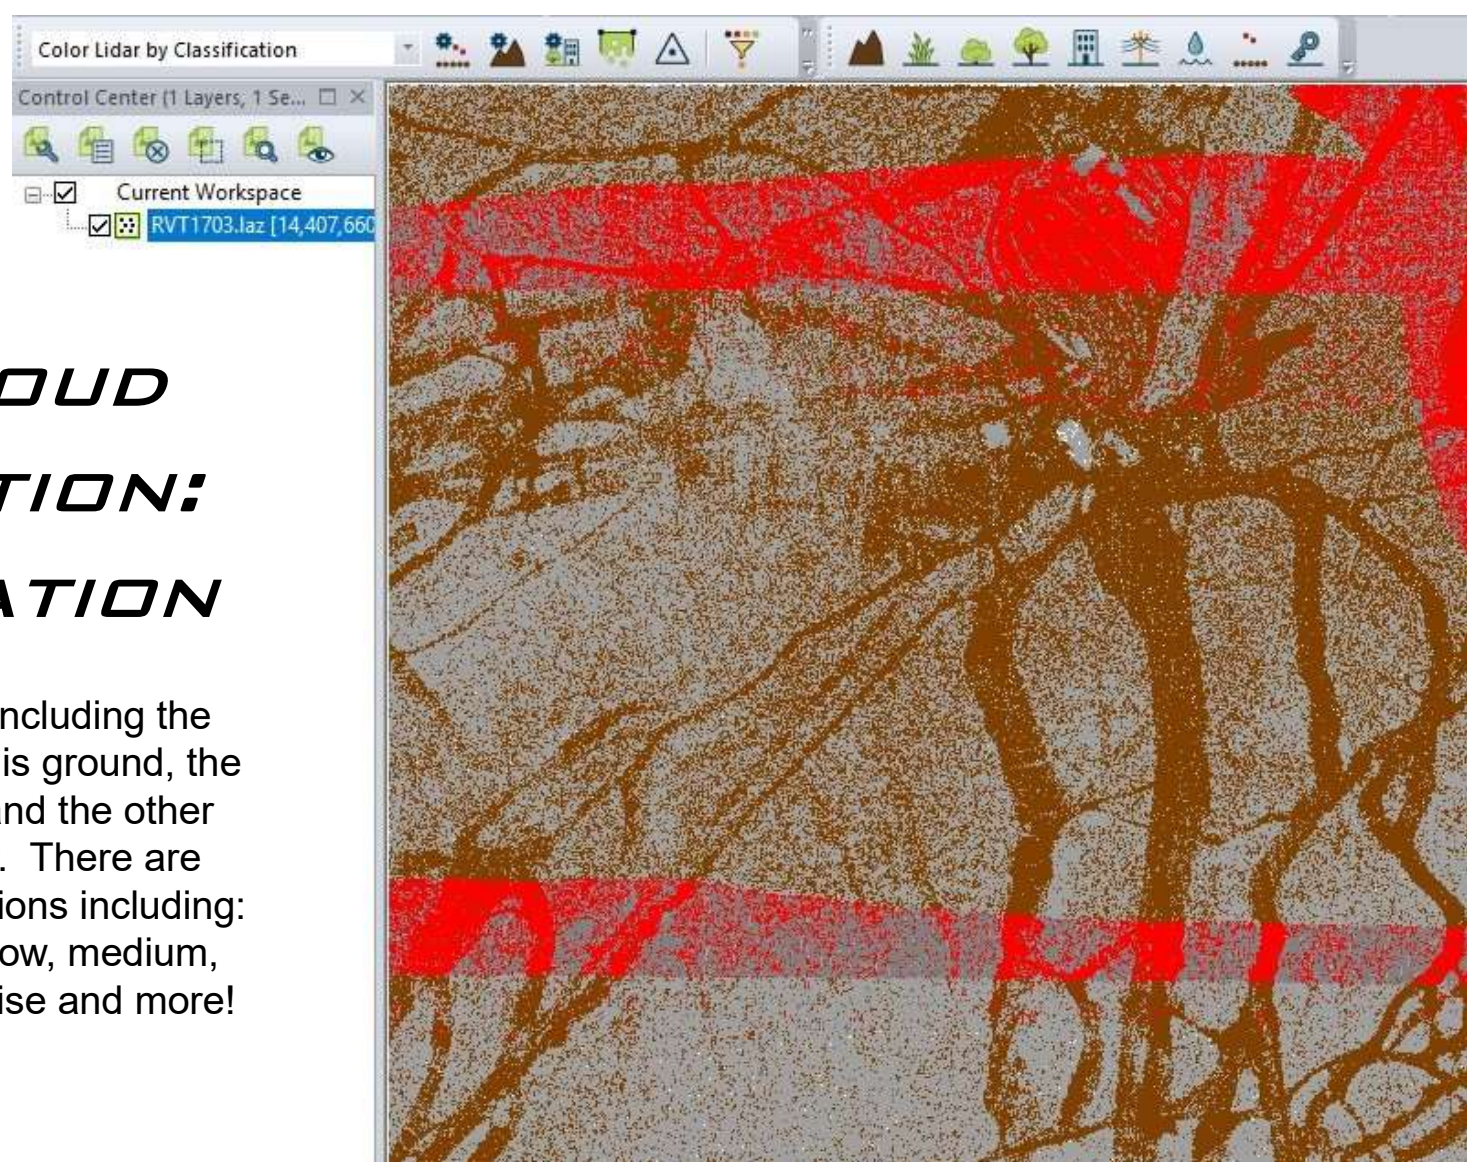 Color Lidar by Classification
Control Center (1 Layers, 1 Se...
Current Workspace
RVT1703.laz [14,407,660
OUD
TION:
ATION
ncluding the
is ground, the
and the other
. There are
ions including:
ow, medium,
ise and more!